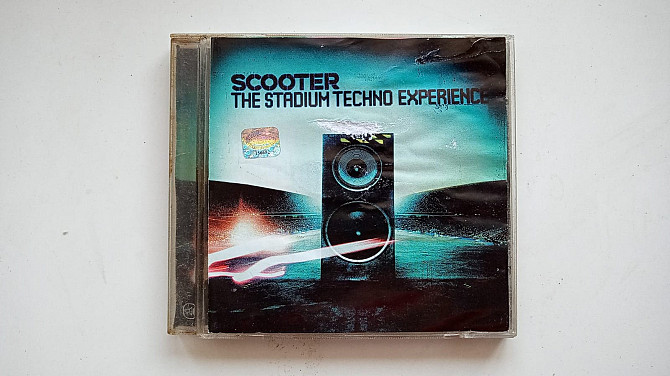 SCOOTER
THE STADIUM TECHNO EXPERIENCE